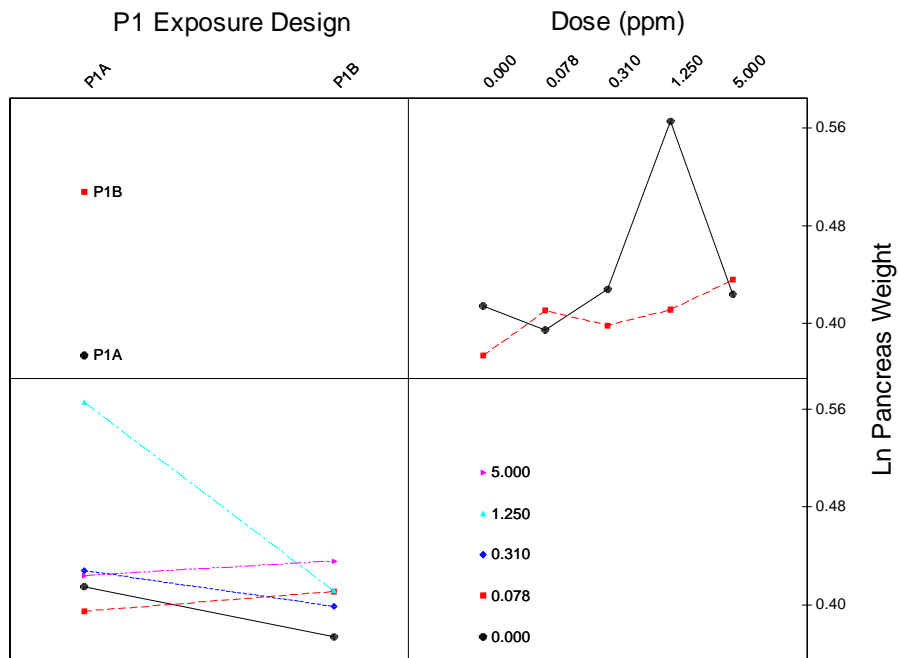 P1 Exposure Design
Dose (ppm)
P1A
P1B
0.000
0.078
0.310
1.250
5.000
0.56
P1B
0.48
Ln Pancreas Weight
0.40
P1A
0.56
5.000
0.48
1.250
0.310
0.078
0.40
0.000